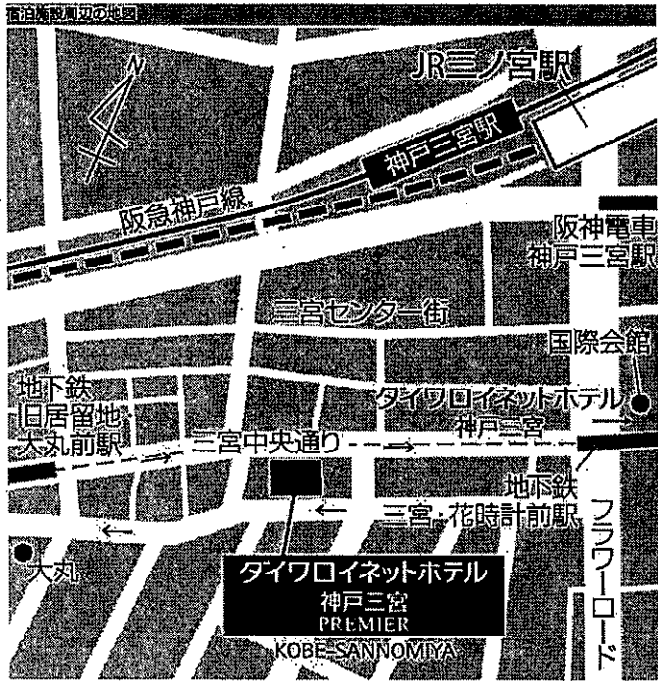 宿泊施設周辺の地図
N
JR三ノ宮駅
神戸三宮駅
阪急神戸線
阪神電車
神戸三宮駅
三宮センター街
国際会館
地下鉄
旧居留地・
大丸前駅
ダイワロイネットホテル
神戸三宮
三宮中央通り
→
→
→
地下鉄
三宮・花時計前駅
←
←
大丸
フラワーロード
ダイワロイネットホテル
神戸三宮
PREMIER
KOBE-SANNOMIYA